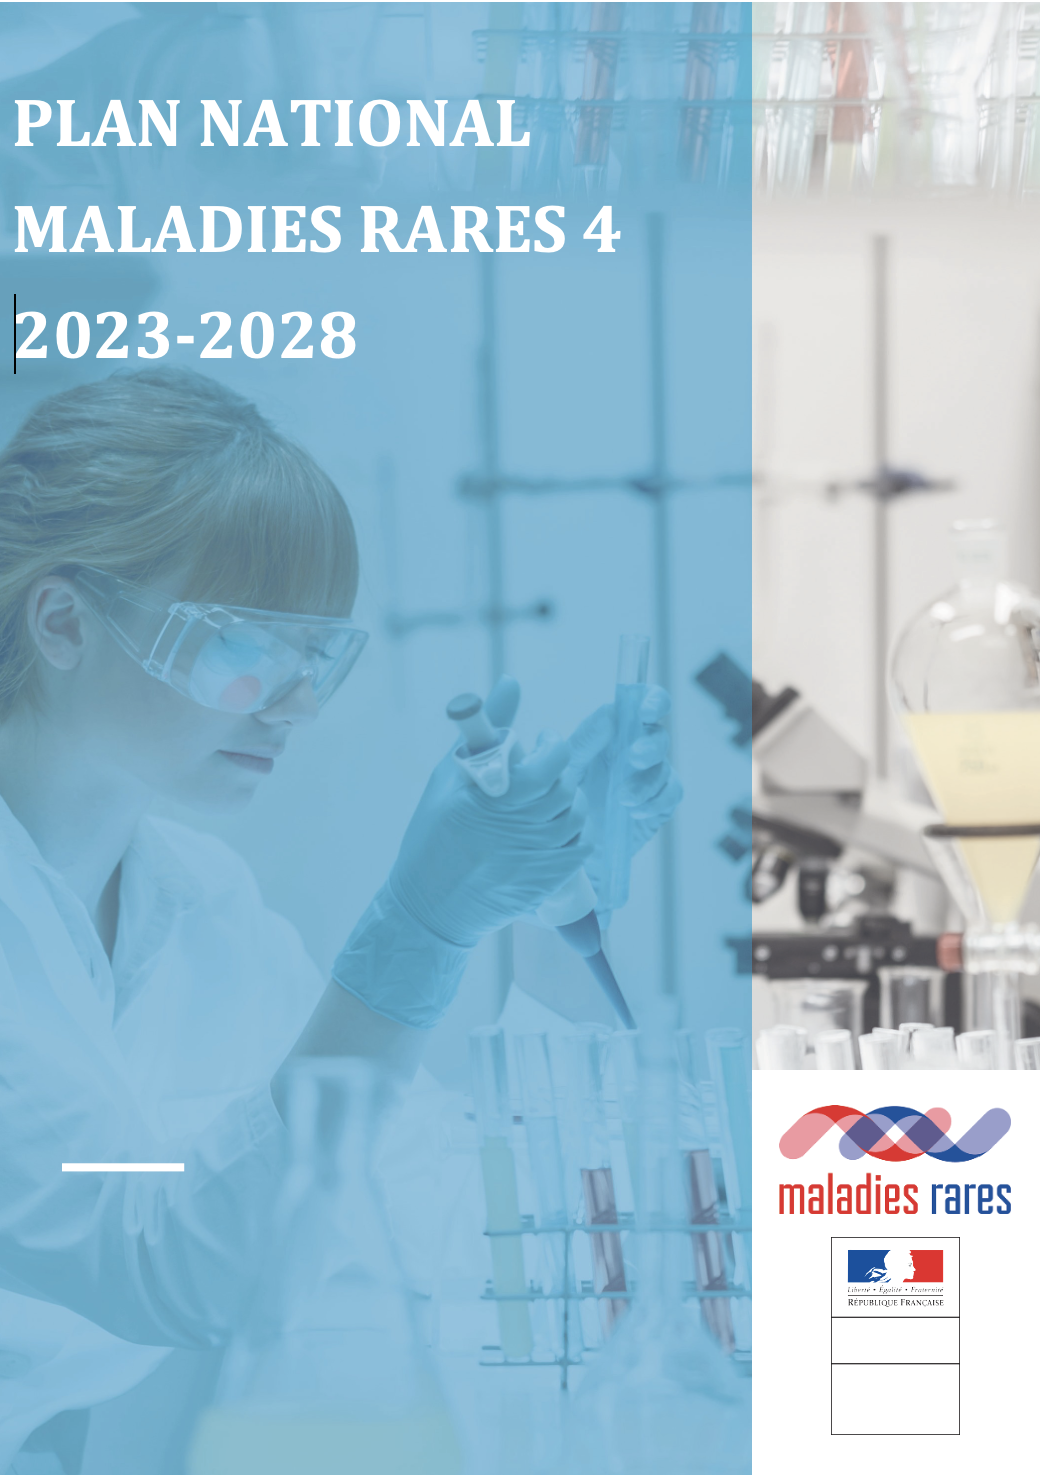 PLAN NATIONAL
MALADIES RARES 4
2023-2028
maladies rares
Liberté • Égalité • Fraternité
RÉPUBLIQUE FRANÇAISE